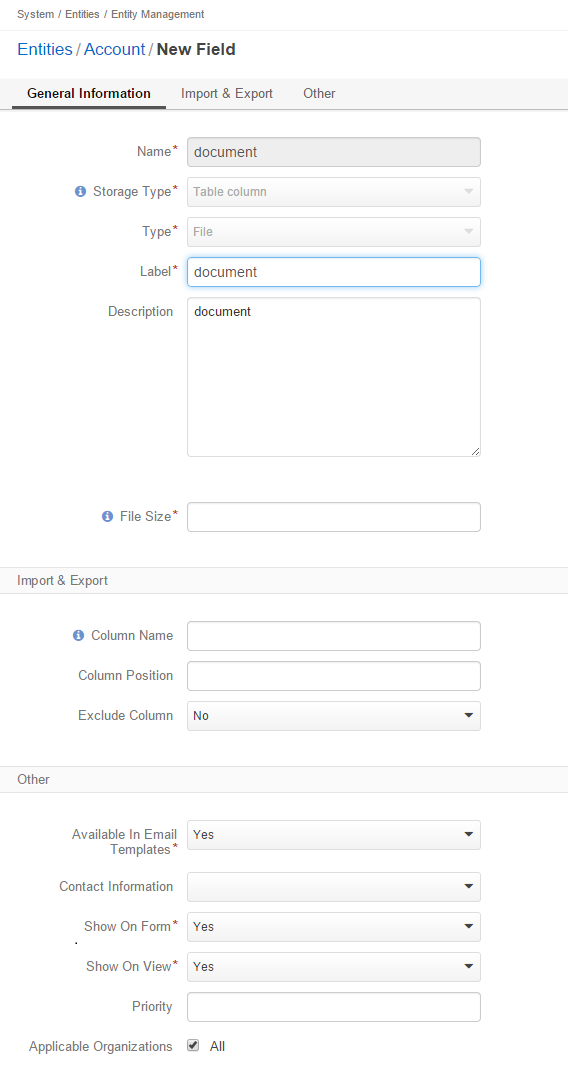 System / Entities / Entity Management
Entities / Account / New Field
General Information Import & Export Other
Name* document
Storage Type* Table column
Type* File
Label* document
Description document
File Size*
Import & Export
Column Name
Column Position
Exclude Column No
Other
Available In Email
Templates* Yes
Contact Information
Show On Form* Yes
Show On View* Yes
Priority
Applicable Organizations All